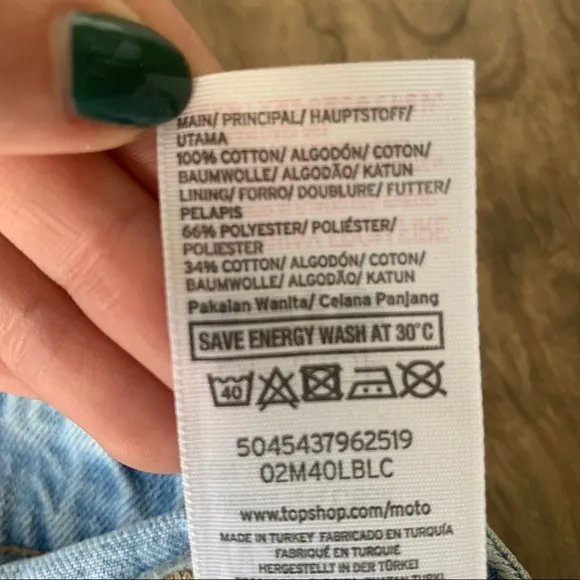 MAIN/ PRINCIPAL/ HAUPTSTOFF/
UTAMA
100% COTTON/ ALGODÓN/ COTON/
BAUMWOLLE/ ALGODÃO/ KATUN
LINING/ FORRO/ DOUBLURE/ FUTTER/
PELAPIS
66% POLYESTER/ POLIÉSTER/
POLIESTER
34% COTTON/ ALGODÓN/ COTON/
BAUMWOLLE/ ALGODÃO/ KATUN
Pakaian Wanita/ Celana Panjang
SAVE ENERGY WASH AT 30°C
40
5045437962519
02M40LBLC
www.topshop.com/moto
MADE IN TURKEY FABRICADO EN TURQUÍA
FABRIQUÉ EN TURQUIE
HERGESTELLT IN DER TÜRKEI